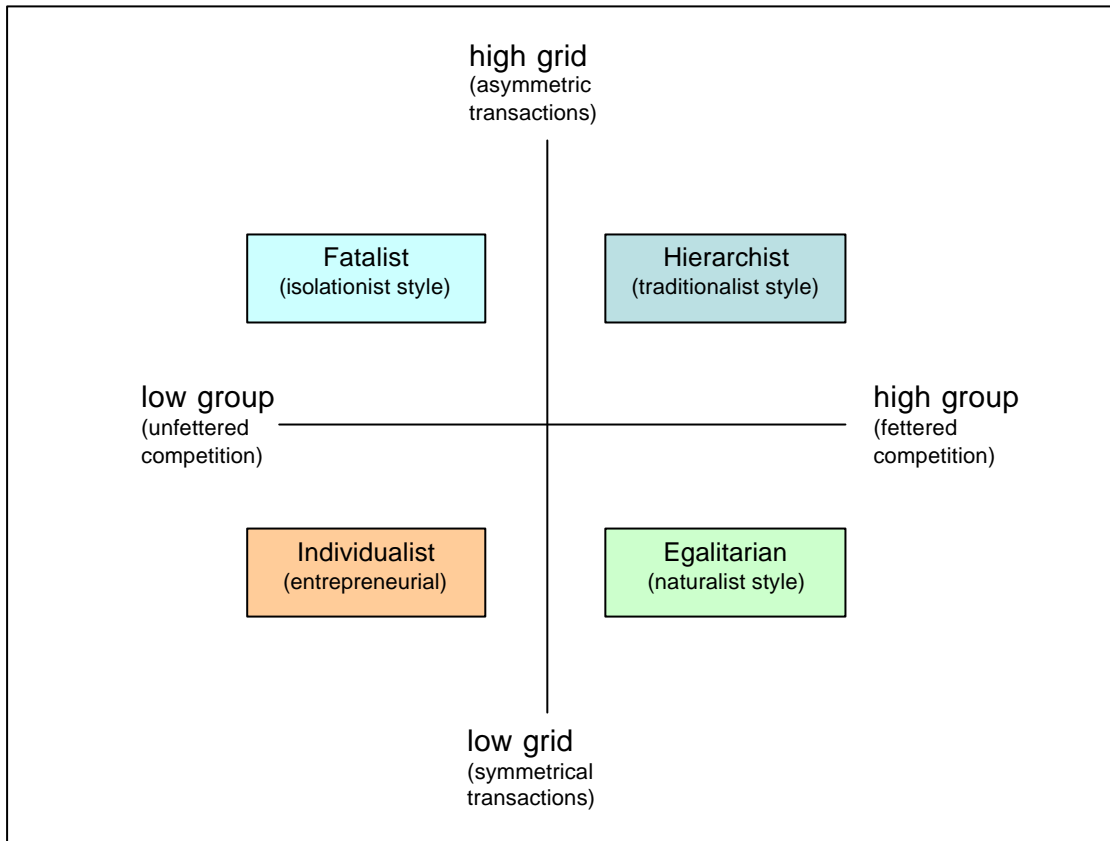 high grid
(asymmetric
transactions)
Fatalist
(isolationist style)
Hierarchist
(traditionalist style)
low group
(unfettered
competition)
high group
(fettered
competition)
Individualist
(entrepreneurial)
Egalitarian
(naturalist style)
low grid
(symmetrical
transactions)